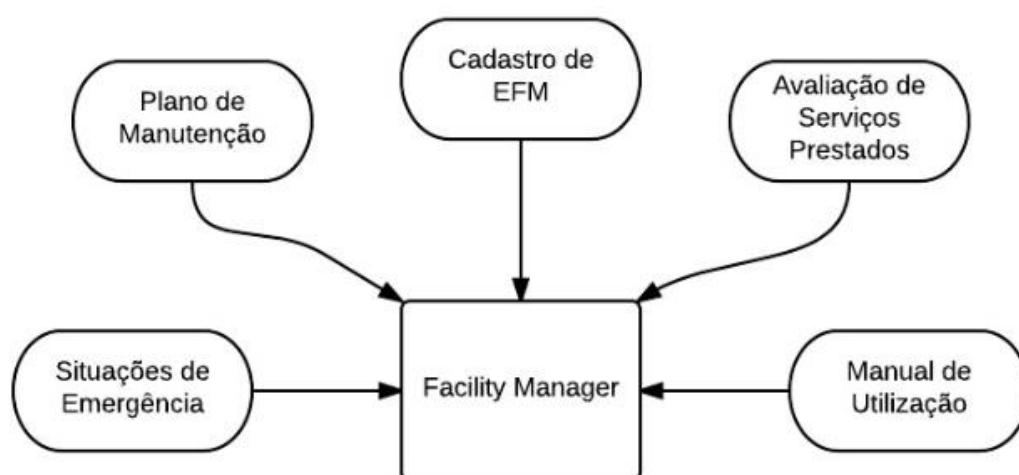 Cadastro de
EFM
Plano de
Manutenção
Avaliação de
Serviços
Prestados
Situações de
Emergência
Facility Manager
Manual de
Utilização